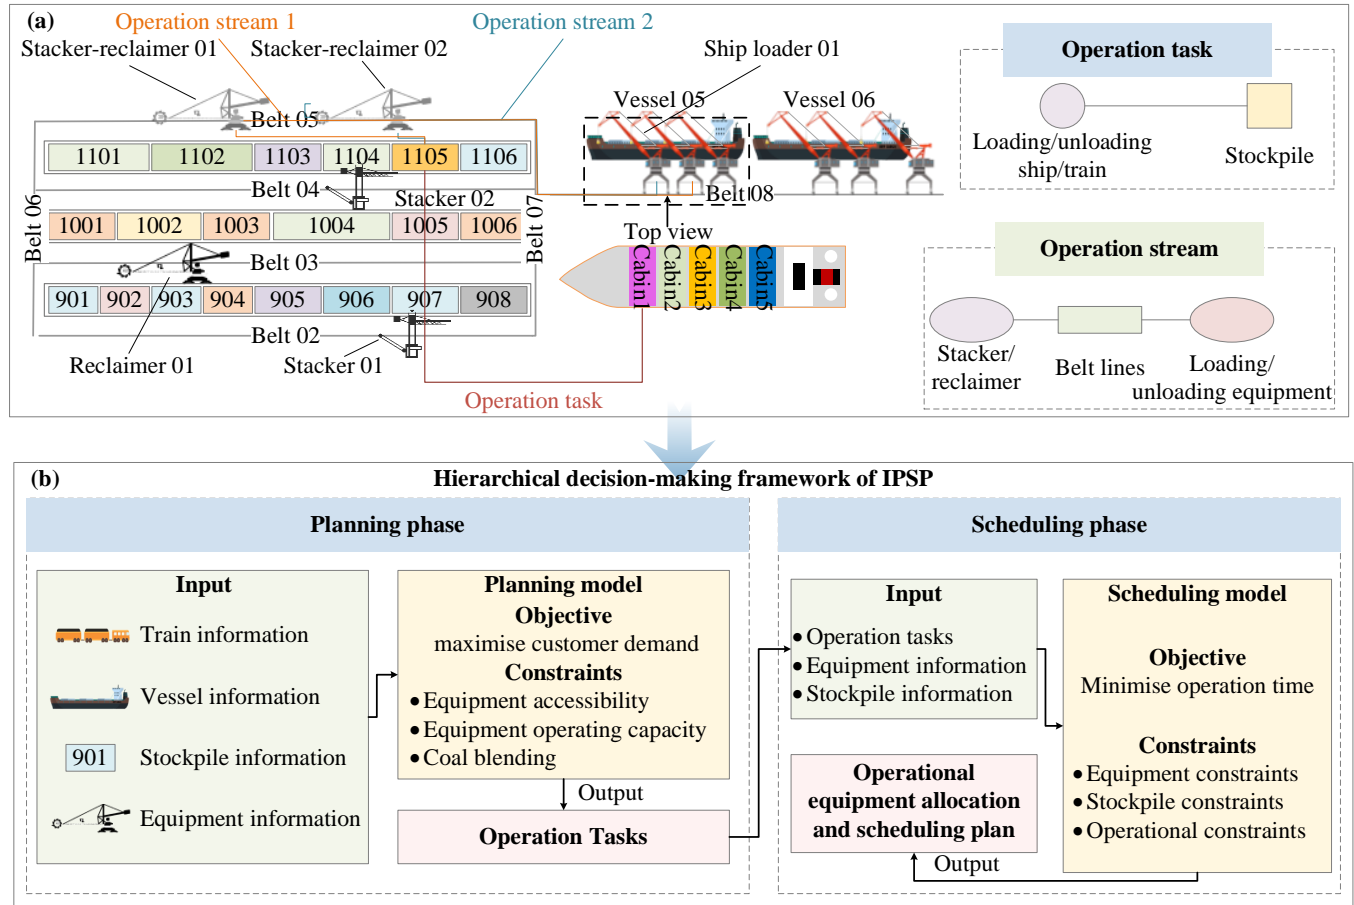 (a)
Operation stream 1
Operation stream 2
Stacker-reclaimer 01
Stacker-reclaimer 02
Ship loader 01
Vessel 05
Vessel 06
Belt 05
1101
1102
1103
1104
1105
1106
Belt 04
Stacker 02
Belt 08
Belt 06
Belt 07
1001
1002
1003
1004
1005
1006
Top view
Belt 03
901
902
903
904
905
906
907
908
Cabin1
Cabin2
Cabin3
Cabin4
Cabin5
Belt 02
Reclaimer 01
Stacker 01
Operation task
Operation task
Loading/unloading
ship/train
Stockpile
Operation stream
Stacker/
reclaimer
Belt lines
Loading/
unloading equipment
(b)
Hierarchical decision-making framework of IPSP
Planning phase
Input
Train information
Vessel information
901
Stockpile information
Equipment information
Planning model
Objective
maximise customer demand
Constraints
• Equipment accessibility
• Equipment operating capacity
• Coal blending
Output
Operation Tasks
Scheduling phase
Input
• Operation tasks
• Equipment information
• Stockpile information
Scheduling model
Objective
Minimise operation time
Constraints
• Equipment constraints
• Stockpile constraints
• Operational constraints
Operational
equipment allocation
and scheduling plan
Output